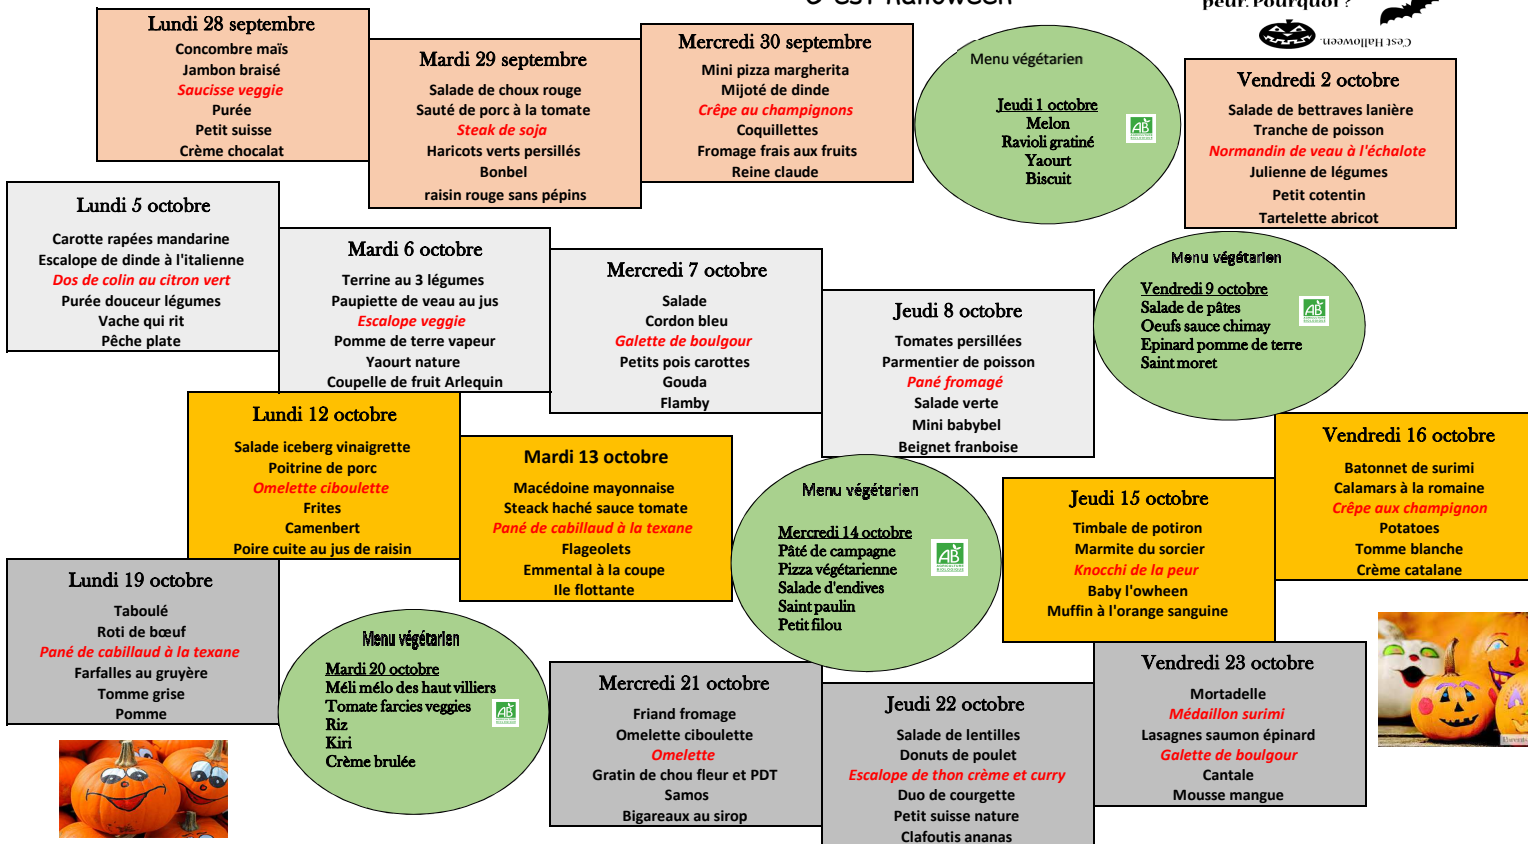 C'est Halloween
peur. Pourquoi ?
C'est Halloween.
Lundi 28 septembre
Concombre maïs
Jambon braisé
Saucisse veggie
Purée
Petit suisse
Crème chocalat
Mardi 29 septembre
Salade de choux rouge
Sauté de porc à la tomate
Steak de soja
Haricots verts persillés
Bonbel
raisin rouge sans pépins
Mercredi 30 septembre
Mini pizza margherita
Mijoté de dinde
Crêpe au champignons
Coquillettes
Fromage frais aux fruits
Reine claude
Menu végétarien
Jeudi 1 octobre
Melon
Ravioli gratiné
Yaourt
Biscuit
AB
Vendredi 2 octobre
Salade de bettraves lanière
Tranche de poisson
Normandin de veau à l'échalote
Julienne de légumes
Petit cotentin
Tartelette abricot
Lundi 5 octobre
Carotte rapées mandarine
Escalope de dinde à l'italienne
Dos de colin au citron vert
Purée douceur légumes
Vache qui rit
Pêche plate
Mardi 6 octobre
Terrine au 3 légumes
Paupiette de veau au jus
Escalope veggie
Pomme de terre vapeur
Yaourt nature
Coupelle de fruit Arlequin
Mercredi 7 octobre
Salade
Cordon bleu
Galette de boulgour
Petits pois carottes
Gouda
Flamby
Jeudi 8 octobre
Tomates persillées
Parmentier de poisson
Pané fromagé
Salade verte
Mini babybel
Beignet franboise
Menu végétarien
Vendredi 9 octobre
Salade de pâtes
Oeufs sauce chimay
Epinard pomme de terre
Saint moret
AB
Lundi 12 octobre
Salade iceberg vinaigrette
Poitrine de porc
Omelette ciboulette
Frites
Camenbert
Poire cuite au jus de raisin
Mardi 13 octobre
Macédoine mayonnaise
Steack haché sauce tomate
Pané de cabillaud à la texane
Flageolets
Emmental à la coupe
Ile flottante
Menu végétarien
Mercredi 14 octobre
Pâté de campagne
Pizza végétarienne
Salade d'endives
Saint paulin
Petit filou
AB
Jeudi 15 octobre
Timbale de potiron
Marmite du sorcier
Knocchi de la peur
Baby l'owheen
Muffin à l'orange sanguine
Vendredi 16 octobre
Batonnet de surimi
Calamars à la romaine
Crêpe aux champignon
Potatoes
Tomme blanche
Crème catalane
Lundi 19 octobre
Taboulé
Roti de bœuf
Pané de cabillaud à la texane
Farfalles au gruyère
Tomme grise
Pomme
Menu végétarien
Mardi 20 octobre
Méli mélo des haut villiers
Tomate farcies veggies
Riz
Kiri
Crème brulée
AB
Mercredi 21 octobre
Friand fromage
Omelette ciboulette
Omelette
Gratin de chou fleur et PDT
Samos
Bigareaux au sirop
Jeudi 22 octobre
Salade de lentilles
Donuts de poulet
Escalope de thon crème et curry
Duo de courgette
Petit suisse nature
Clafoutis ananas
Vendredi 23 octobre
Mortadelle
Médaillon surimi
Lasagnes saumon épinard
Galette de boulgour
Cantale
Mousse mangue